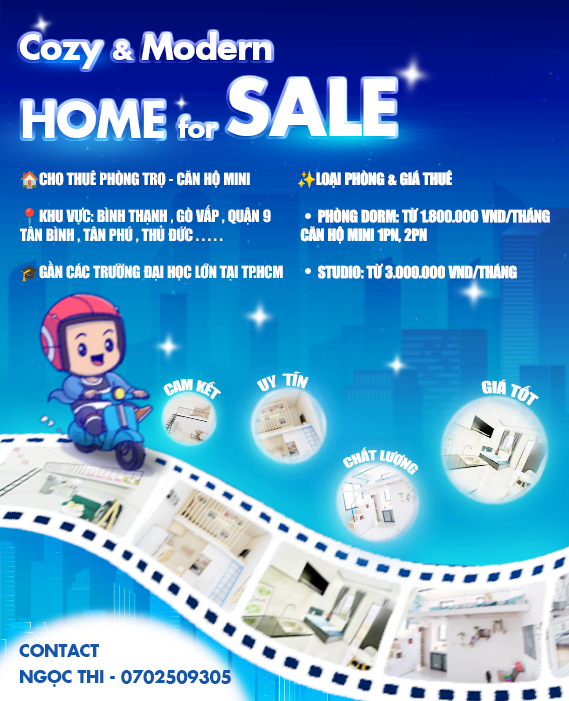 Cozy & Modern
HOME for SALE
🏠CHO THUÊ PHÒNG TRỌ - CĂN HỘ MINI
📍KHU VỰC: BÌNH THẠNH , GÒ VẤP , QUẬN 9
TÂN BÌNH , TÂN PHÚ , THỦ ĐỨC . . . . .
🎓GẦN CÁC TRƯỜNG ĐẠI HỌC LỚN TẠI TP.HCM
✨LOẠI PHÒNG & GIÁ THUÊ
• PHÒNG DORM: TỪ 1.800.000 VND/THÁNG
CĂN HỘ MINI 1PN, 2PN
• STUDIO: TỪ 3.000.000 VND/THÁNG
CAM KẾT
UY TÍN
CHẤT LƯỢNG
GIÁ TỐT
CONTACT
NGỌC THI - 0702509305